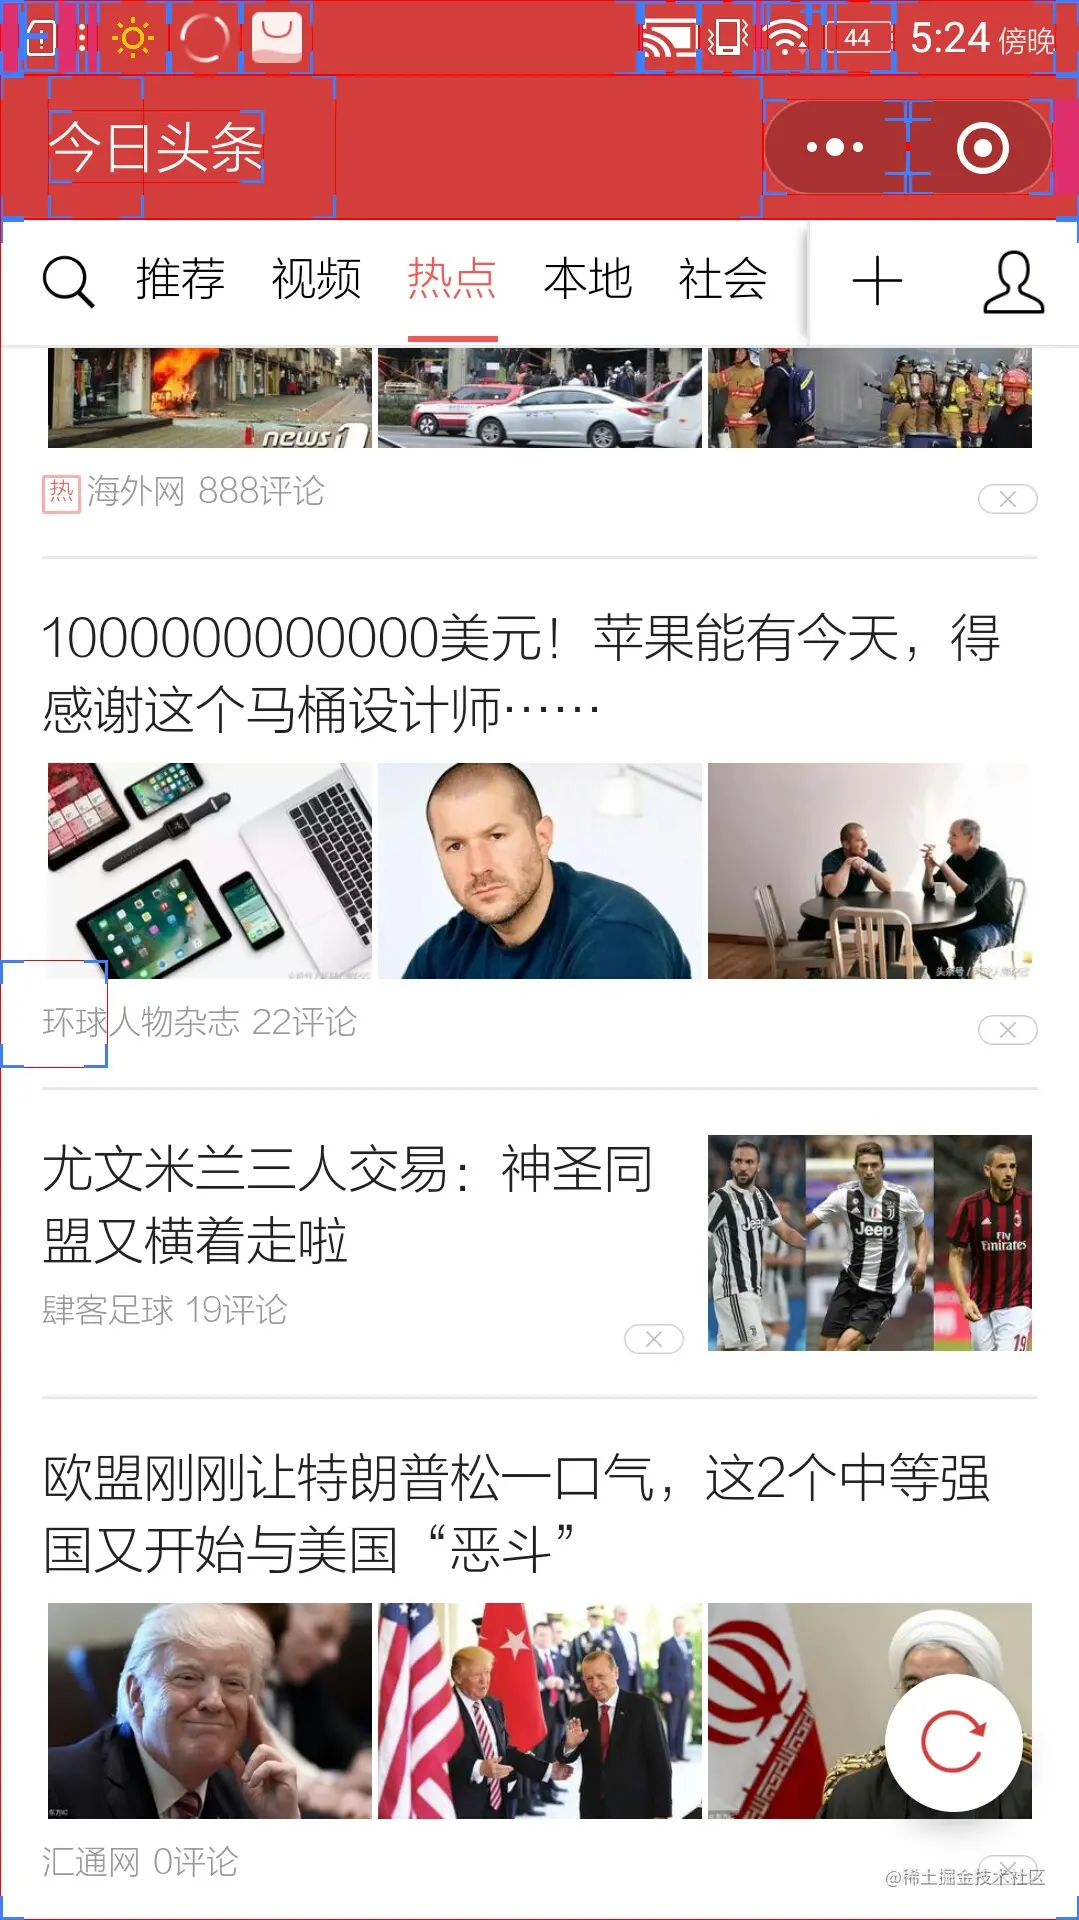 44 5:24 傍晚
今日头条
推荐 视频 热点 本地 社会
news1
热 海外网 888评论
1000000000000美元！苹果能有今天，得
感谢这个马桶设计师······
环球人物杂志 22评论
尤文米兰三人交易：神圣同
盟又横着走啦
肆客足球 19评论
Jeep
Jeep
Fly
Emirates
19
欧盟刚刚让特朗普松一口气，这2个中等强
国又开始与美国“恶斗”
东方IC
汇通网 0评论
@稀土掘金技术社区